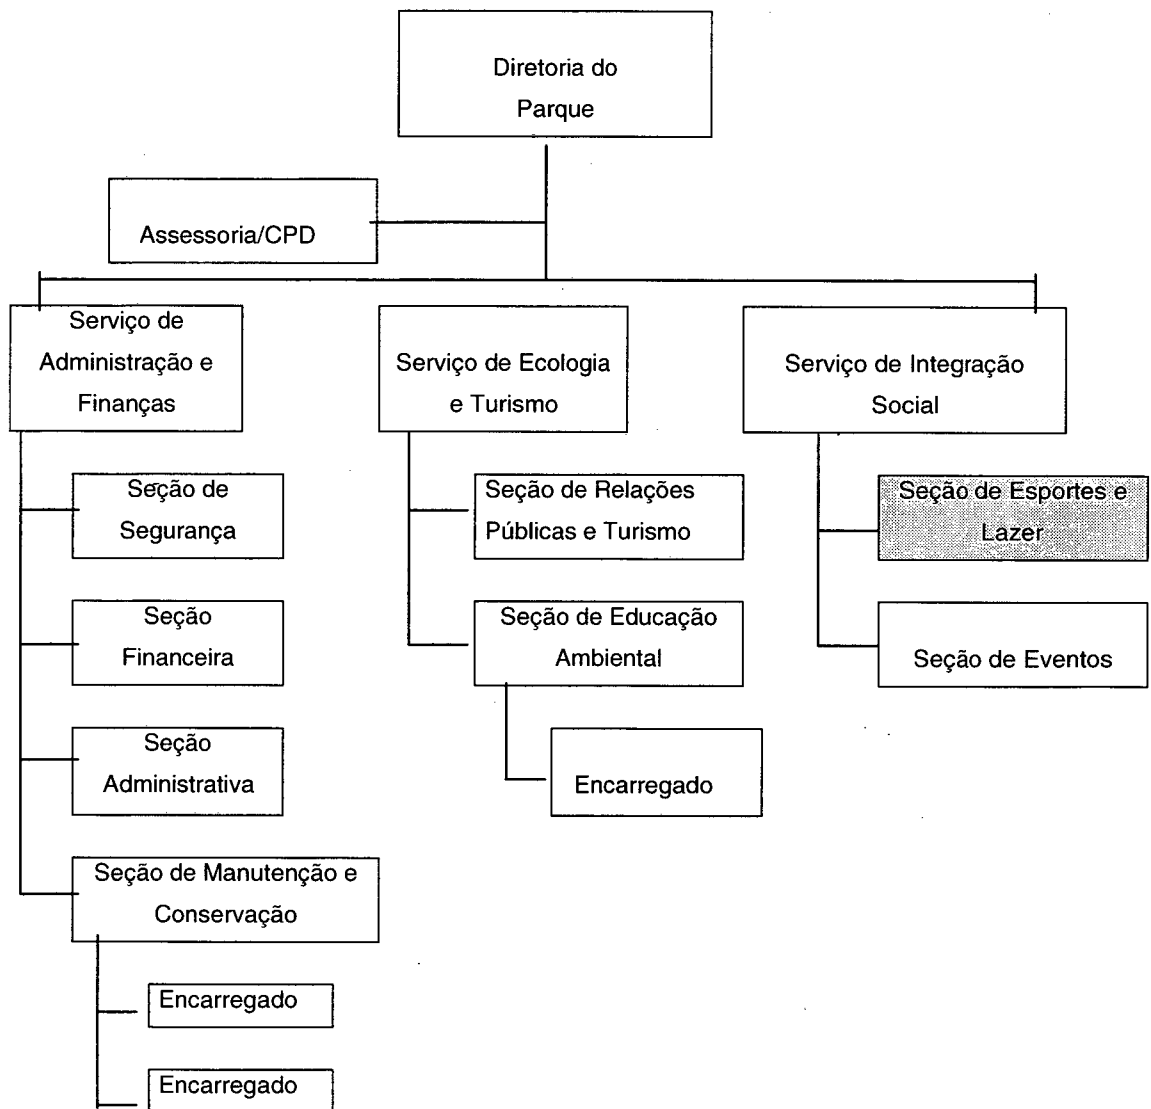 Diretoria do
Parque
Assessoria/CPD
Serviço de
Administração e
Finanças
Serviço de Ecologia
e Turismo
Serviço de Integração
Social
Seção de
Segurança
Seção
Financeira
Seção
Administrativa
Seção de Manutenção e
Conservação
Encarregado
Encarregado
Seção de Relações
Públicas e Turismo
Seção de Educação
Ambiental
Encarregado
Seção de Esportes e
Lazer
Seção de Eventos